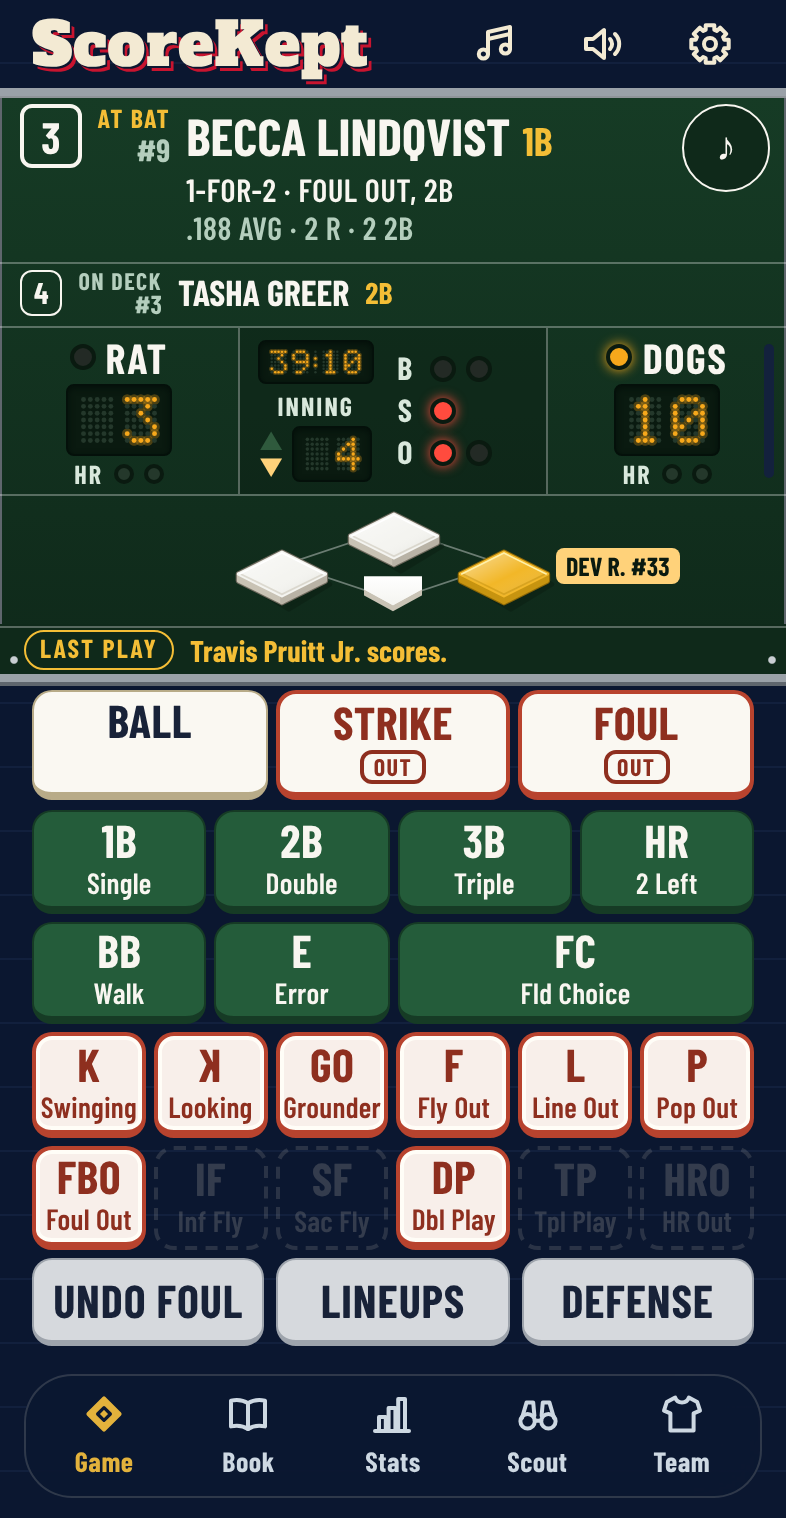 ScoreKept
3 AT BAT #9 BECCA LINDQVIST 1B ♪
1-FOR-2 · FOUL OUT, 2B
.188 AVG · 2 R · 2 2B
4 ON DECK #3 TASHA GREER 2B
RAT
3
HR
39:10
INNING
4
B
S
O
DOGS
10
HR
DEV R. #33
LAST PLAY Travis Pruitt Jr. scores.
BALL
STRIKE
OUT
FOUL
OUT
1B
Single
2B
Double
3B
Triple
HR
2 Left
BB
Walk
E
Error
FC
Fld Choice
K
Swinging
ꓘ
Looking
GO
Grounder
F
Fly Out
L
Line Out
P
Pop Out
FBO
Foul Out
IF
Inf Fly
SF
Sac Fly
DP
Dbl Play
TP
Tpl Play
HRO
HR Out
UNDO FOUL
LINEUPS
DEFENSE
Game
Book
Stats
Scout
Team